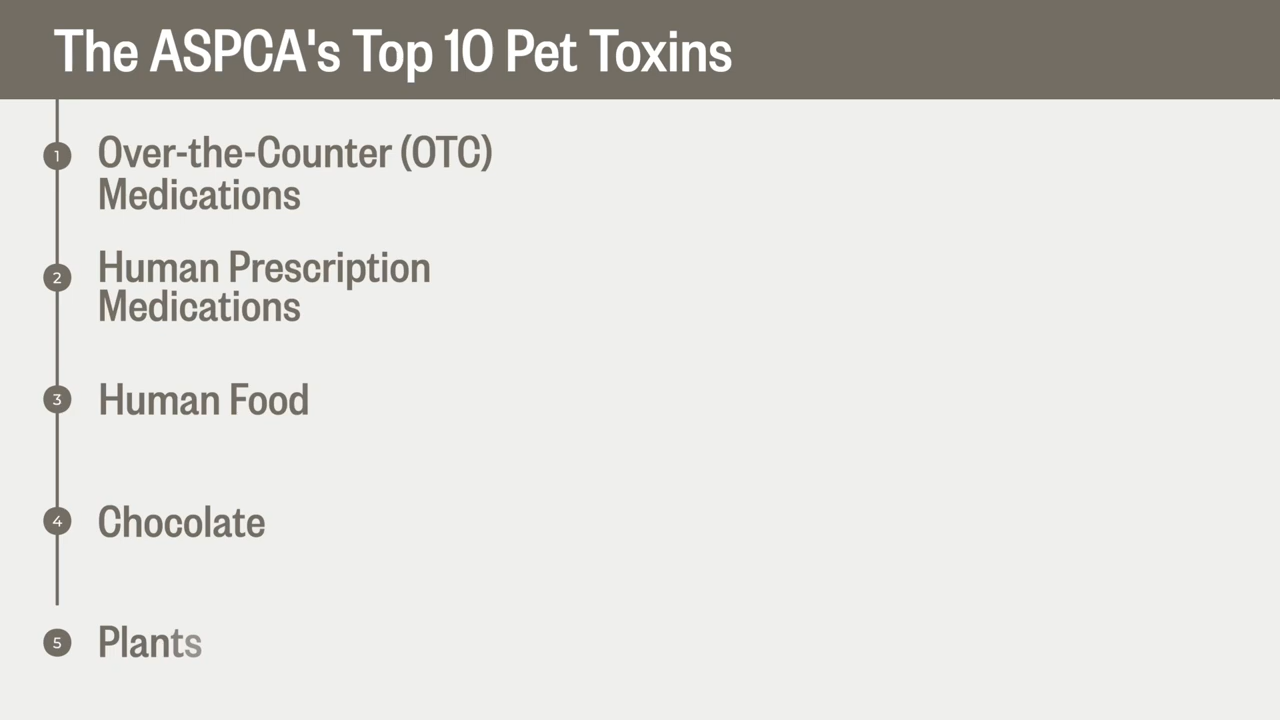 The ASPCA's Top 10 Pet Toxins
1 Over-the-Counter (OTC)
Medications
2 Human Prescription
Medications
3 Human Food
4 Chocolate
5 Plants